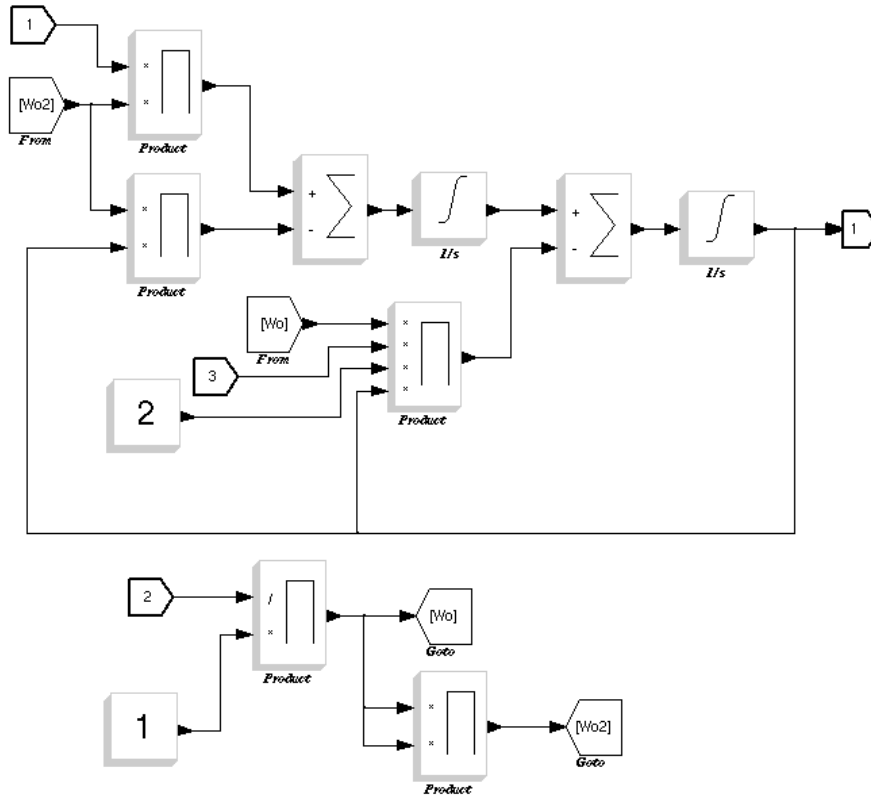 1
×
[Wo2]
×
From
Product
+
×
-
+
1
×
-
1/s
1/s
Product
[Wo]
×
From
×
3
×
2
×
Product
2
/
[Wo]
×
Goto
Product
1
×
[Wo2]
×
Goto
Product